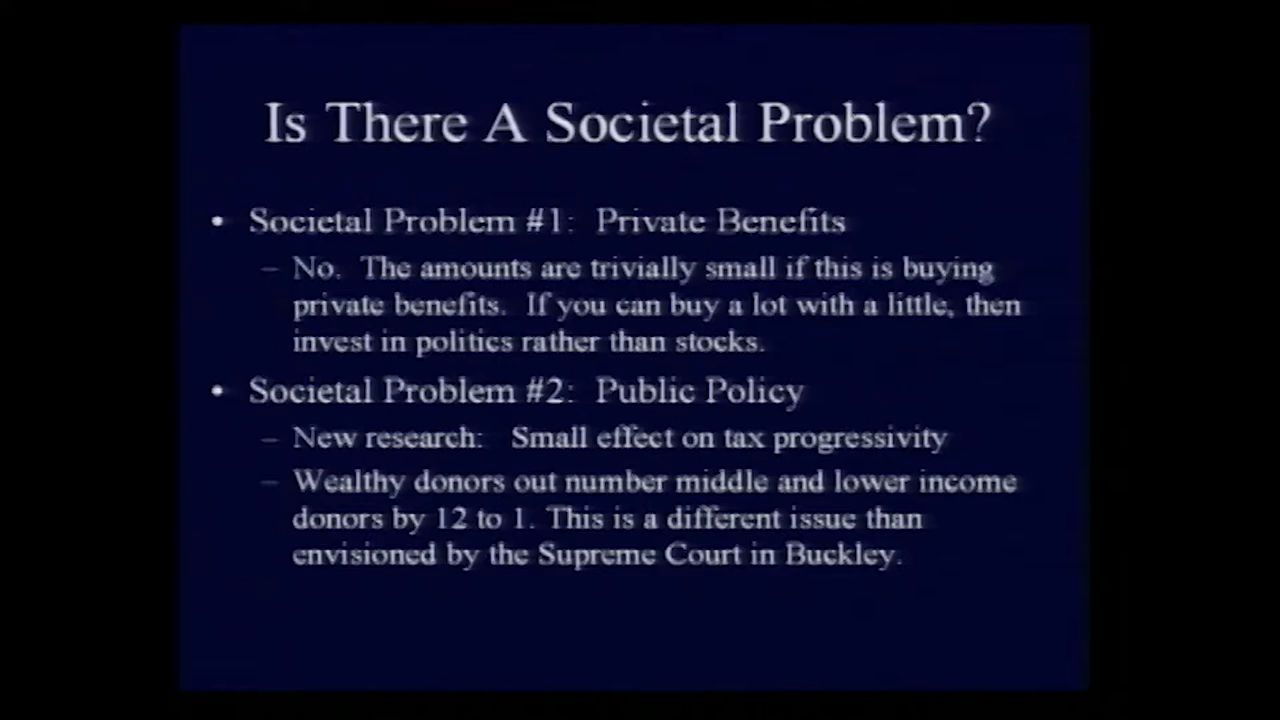 Is There A Societal Problem?
• Societal Problem #1: Private Benefits
– No. The amounts are trivially small if this is buying
private benefits. If you can buy a lot with a little, then
invest in politics rather than stocks.
• Societal Problem #2: Public Policy
– New research: Small effect on tax progressivity
– Wealthy donors out number middle and lower income
donors by 12 to 1. This is a different issue than
envisioned by the Supreme Court in Buckley.